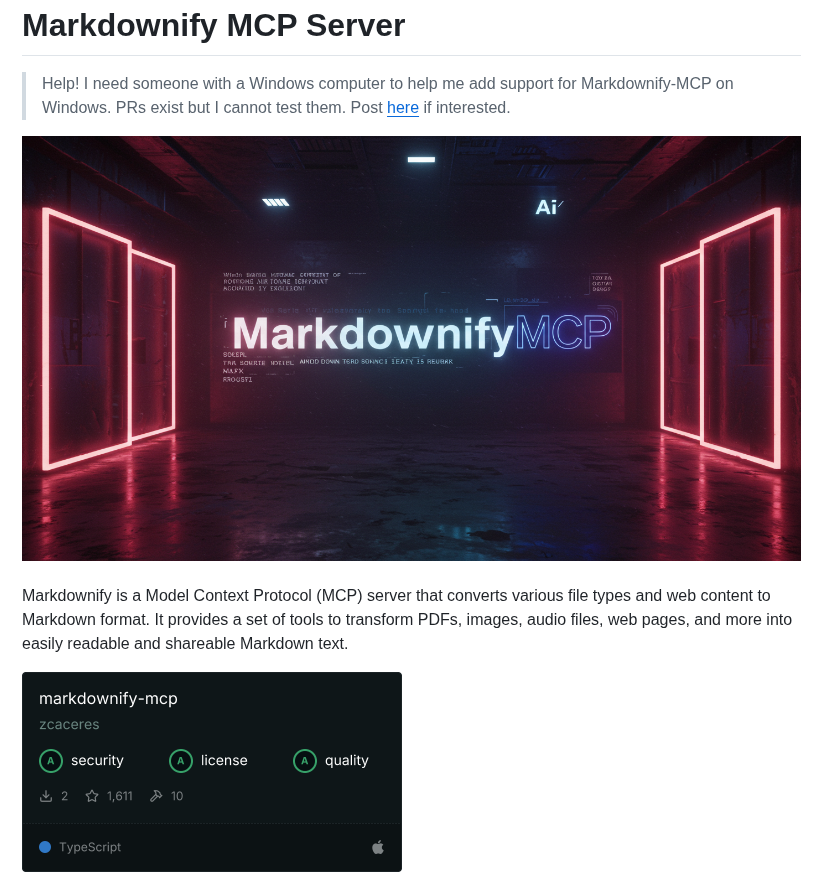 Markdownify MCP Server
Help! I need someone with a Windows computer to help me add support for Markdownify-MCP on
Windows. PRs exist but I cannot test them. Post here if interested.
Ai
MarkdownifyMCP
Markdownify is a Model Context Protocol (MCP) server that converts various file types and web content to
Markdown format. It provides a set of tools to transform PDFs, images, audio files, web pages, and more into
easily readable and shareable Markdown text.
markdownify-mcp
zcaceres
A security A license A quality
2 1,611 10
TypeScript